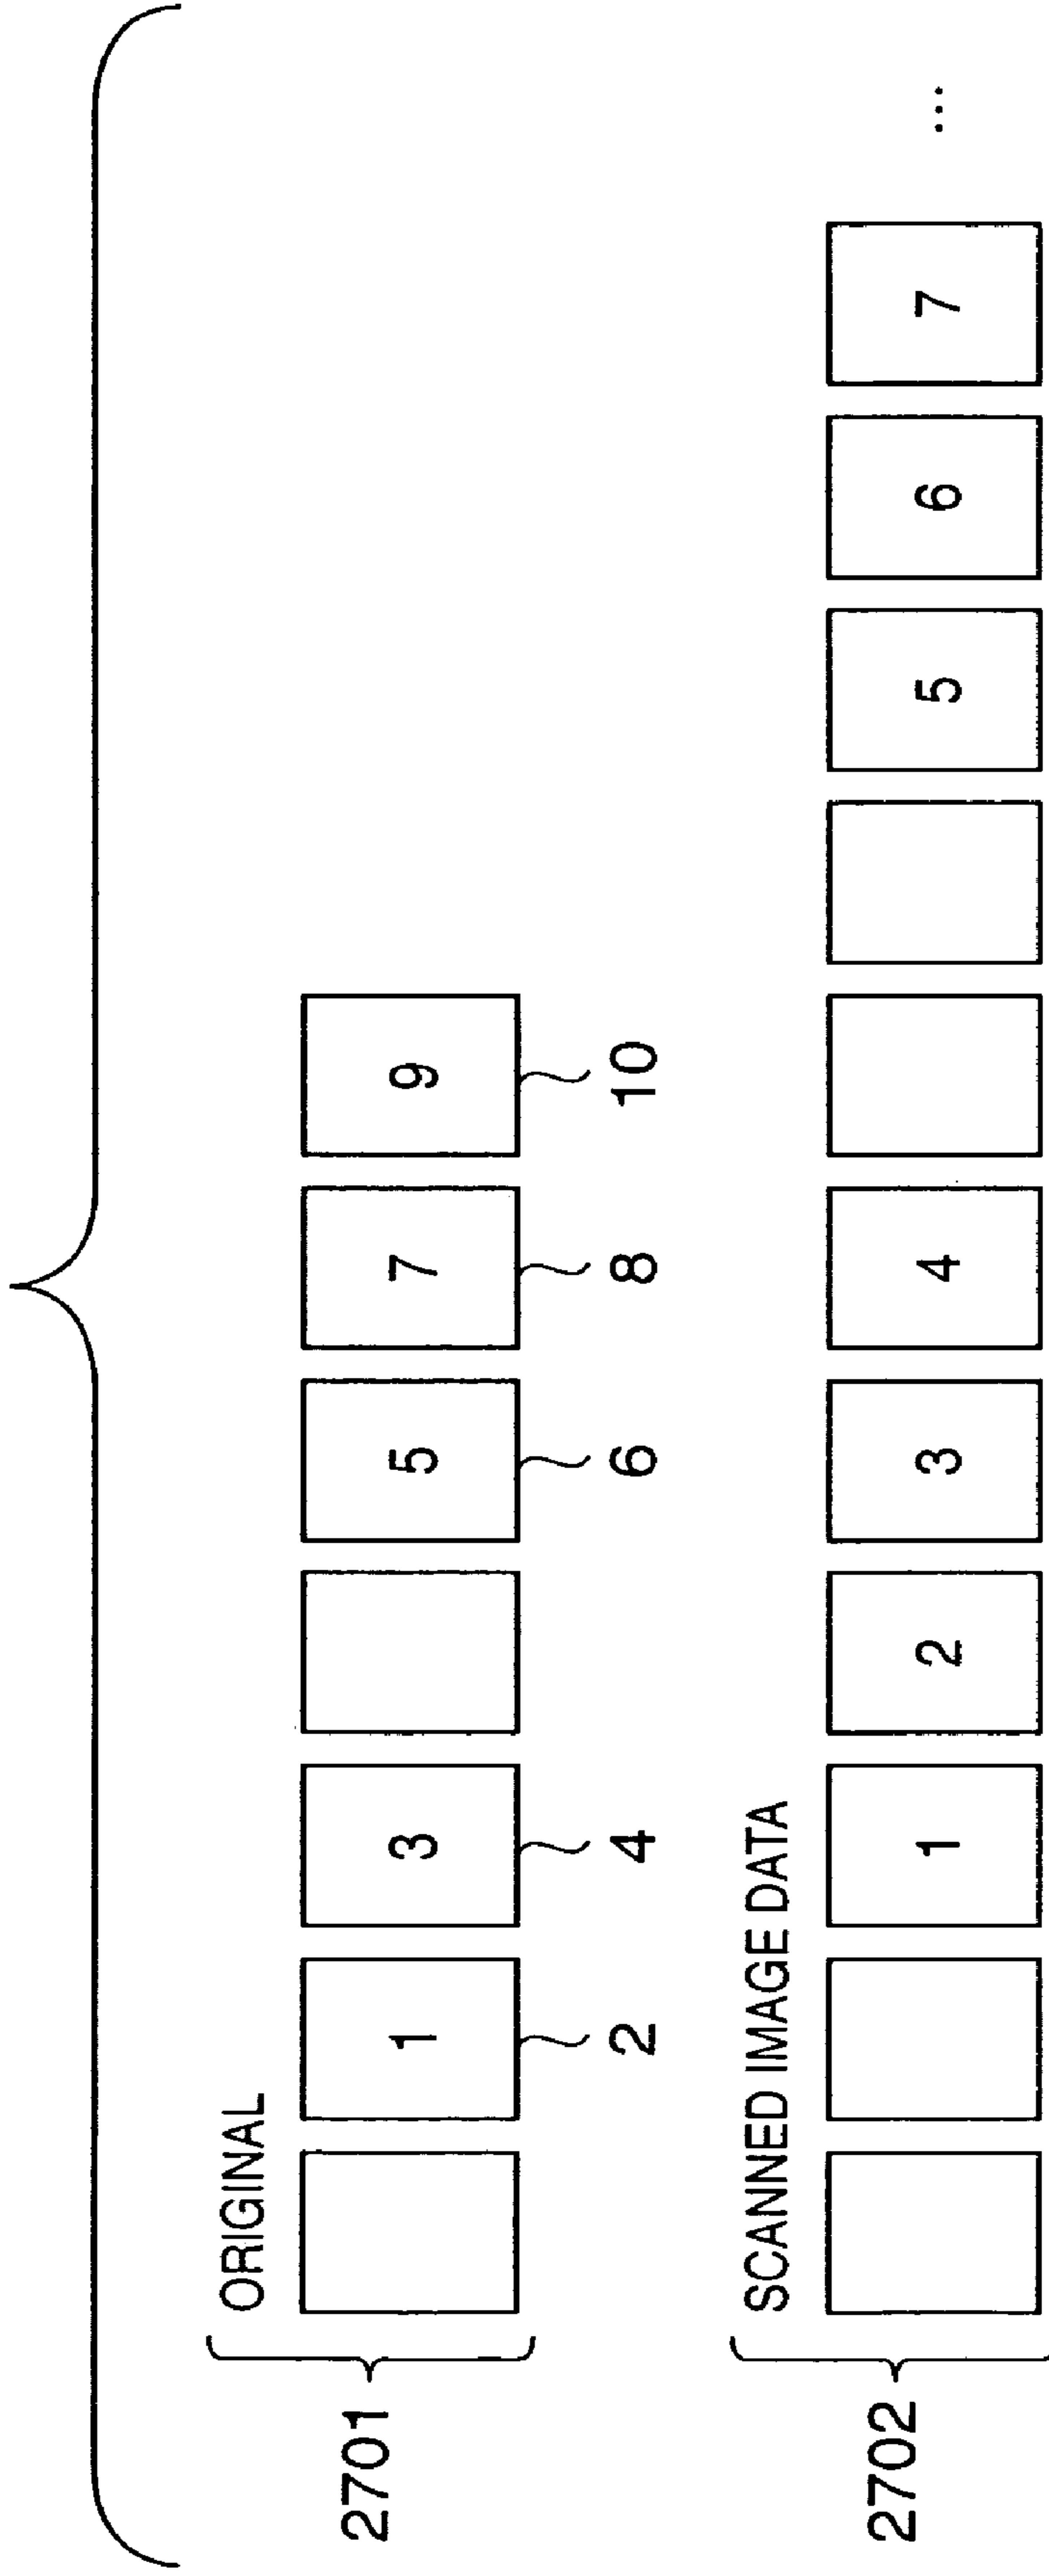 ORIGINAL
2701
1 3 5 7 9
2 4 6 8 10
SCANNED IMAGE DATA
2702
1 2 3 4 5 6 7 ...